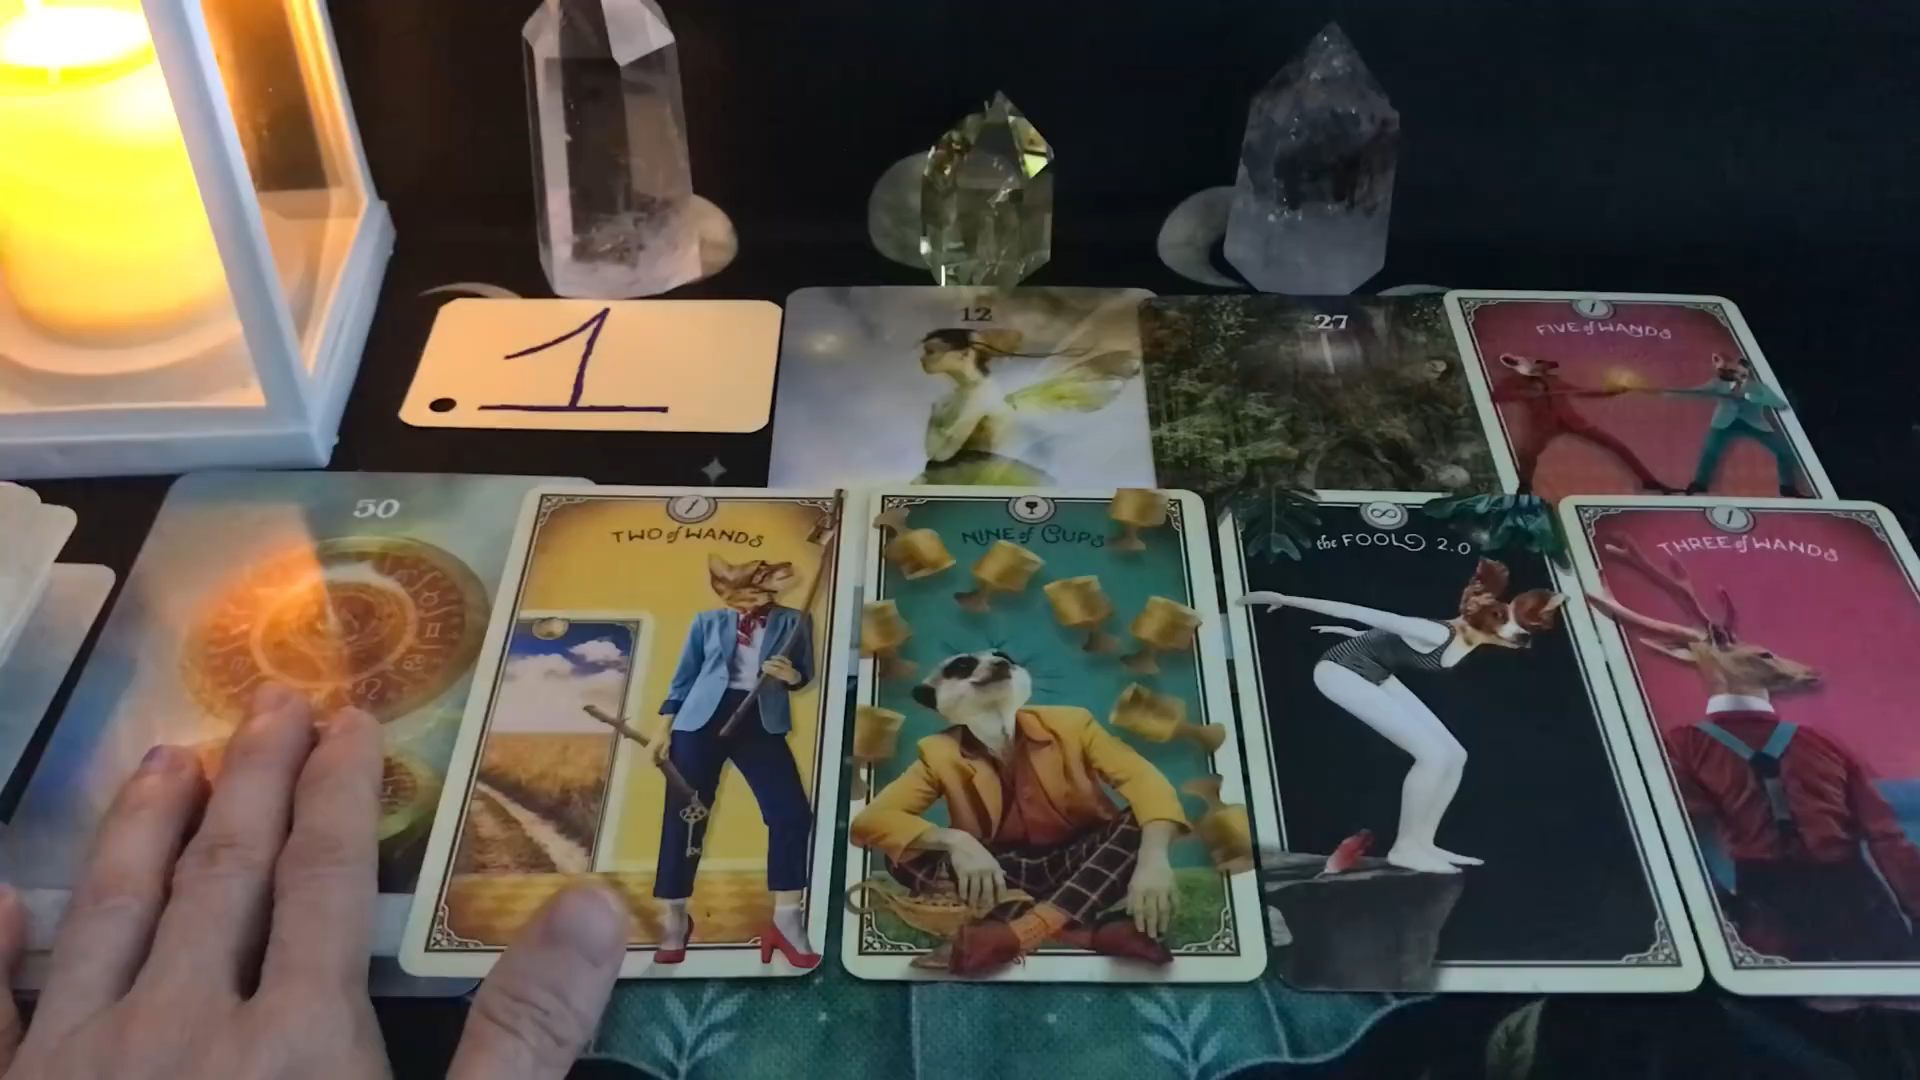 1
12
27
FIVE of WANDS
50
TWO of WANDS
NINE of CUPS
the FOOL 2.0
THREE of WANDS